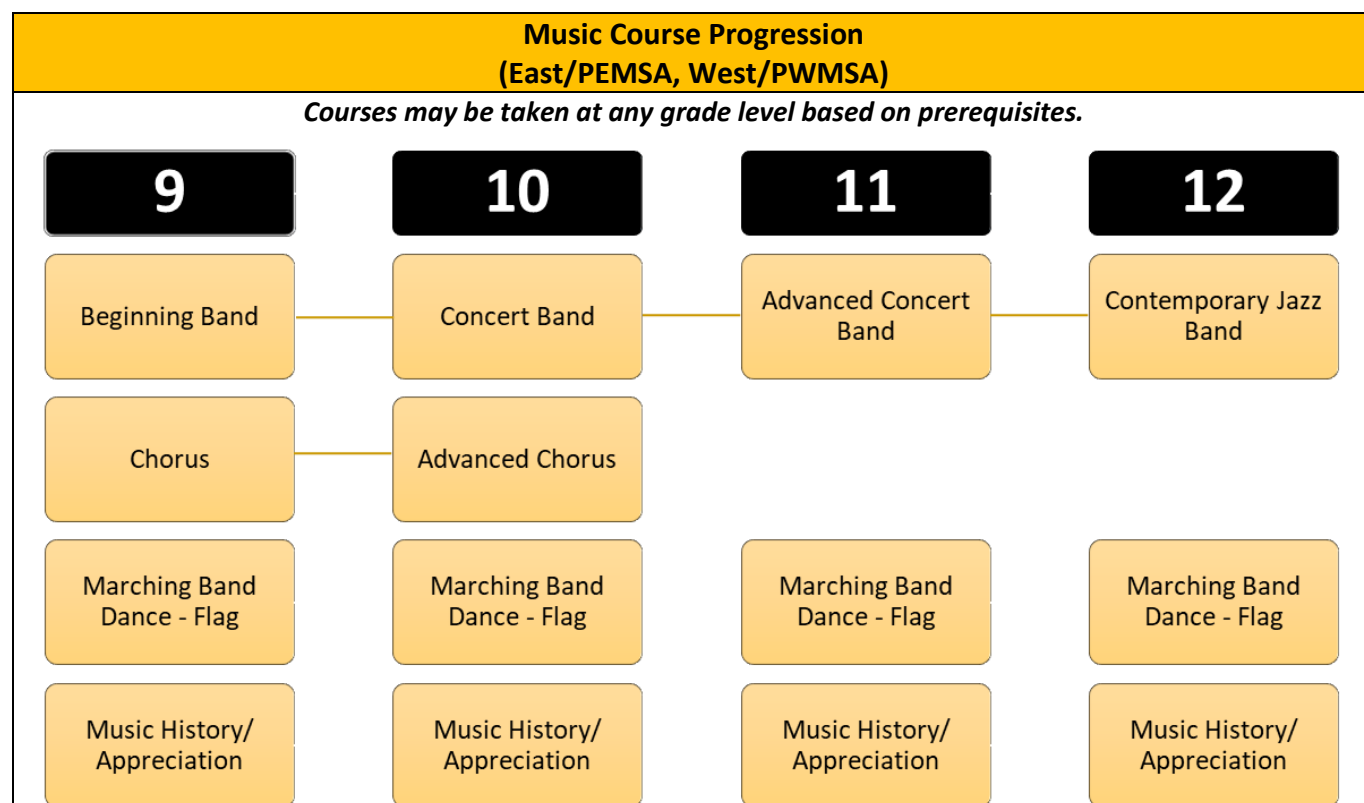 Music Course Progression
(East/PEMSA, West/PWMSA)
Courses may be taken at any grade level based on prerequisites.
9
10
11
12
Beginning Band
Concert Band
Advanced Concert
Band
Contemporary Jazz
Band
Chorus
Advanced Chorus
Marching Band
Dance - Flag
Marching Band
Dance - Flag
Marching Band
Dance - Flag
Marching Band
Dance - Flag
Music History/
Appreciation
Music History/
Appreciation
Music History/
Appreciation
Music History/
Appreciation